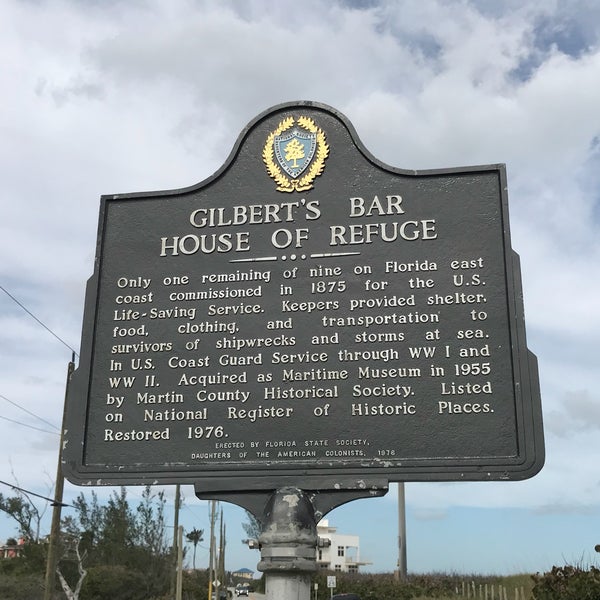 GILBERT'S BAR
HOUSE OF REFUGE
Only one remaining of nine on Florida east
coast commissioned in 1875 for the U.S.
Life-Saving Service. Keepers provided shelter,
food, clothing, and transportation to
survivors of shipwrecks and storms at sea.
In U.S. Coast Guard Service through WW I and
WW II. Acquired as Maritime Museum in 1955
by Martin County Historical Society. Listed
on National Register of Historic Places.
Restored 1976.
ERECTED BY FLORIDA STATE SOCIETY,
DAUGHTERS OF THE AMERICAN COLONISTS, 1976